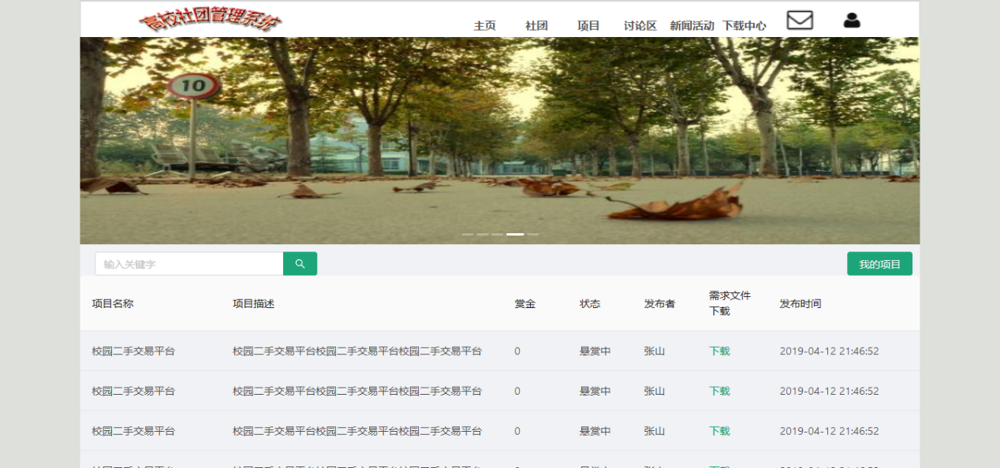 高校社团管理系统
主页 社团 项目 讨论区 新闻活动 下载中心
10
输入关键字 我的项目
项目名称 项目描述 赏金 状态 发布者 需求文件下载 发布时间
校园二手交易平台 校园二手交易平台校园二手交易平台校园二手交易平台 0 悬赏中 张山 下载 2019-04-12 21:46:52
校园二手交易平台 校园二手交易平台校园二手交易平台校园二手交易平台 0 悬赏中 张山 下载 2019-04-12 21:46:52
校园二手交易平台 校园二手交易平台校园二手交易平台校园二手交易平台 0 悬赏中 张山 下载 2019-04-12 21:46:52